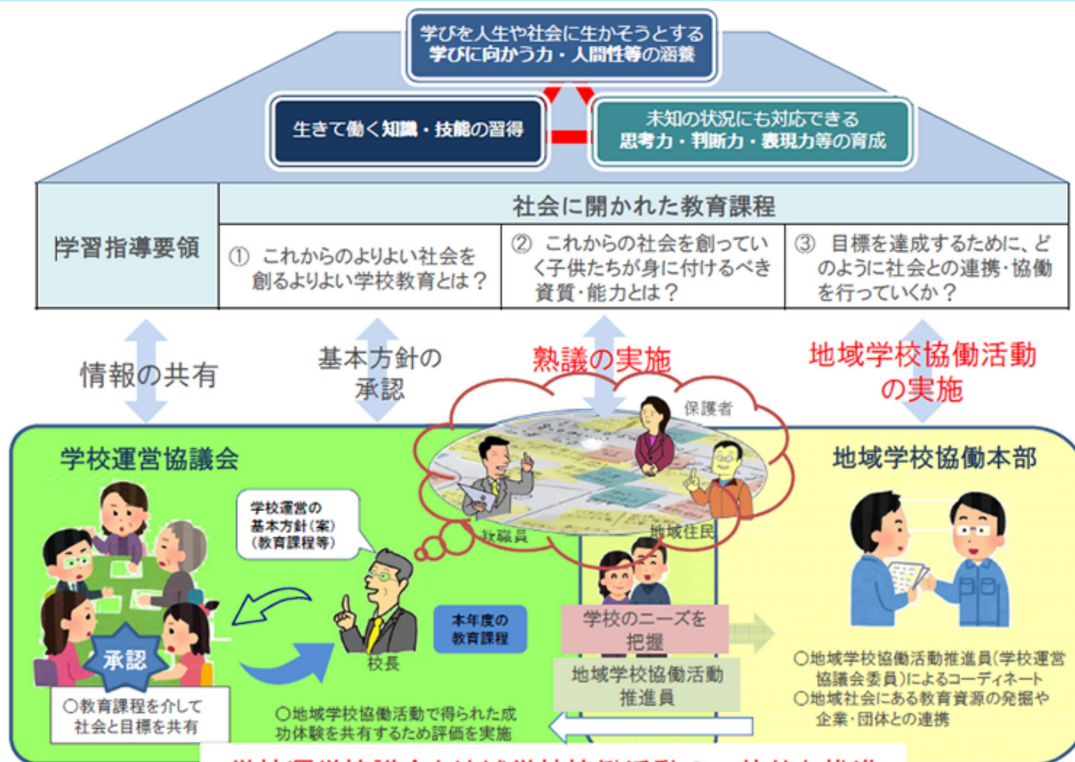 学びを人生や社会に生かそうとする
学びに向かう力・人間性等の涵養
生きて働く知識・技能の習得
未知の状況にも対応できる
思考力・判断力・表現力等の育成
学習指導要領
社会に開かれた教育課程
① これからのよりよい社会を
創るよりよい学校教育とは？
② これからの社会を創ってい
く子供たちが身に付けるべき
資質・能力とは？
③ 目標を達成するために、ど
のように社会との連携・協働
を行っていくか？
情報の共有
基本方針の
承認
熟議の実施
地域学校協働活動
の実施
学校運営協議会
学校運営の
基本方針(案)
(教育課程等)
保護者
教職員
地域住民
地域学校協働本部
承認
校長
本年度の
教育課程
学校のニーズを
把握
地域学校協働活動
推進員
○教育課程を介して
社会と目標を共有
○地域学校協働活動で得られた成
功体験を共有するため評価を実施
○地域学校協働活動推進員(学校運営
協議会委員)によるコーディネート
○地域社会にある教育資源の発掘や
企業・団体との連携